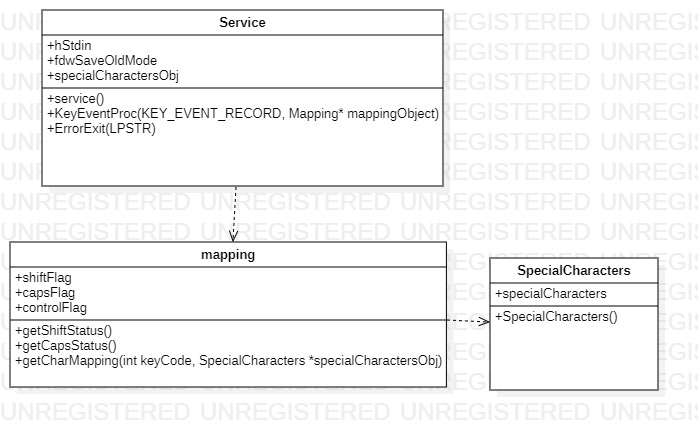 Service
+hStdin
+fdwSaveOldMode
+specialCharactersObj
+service()
+KeyEventProc(KEY_EVENT_RECORD, Mapping* mappingObject)
+ErrorExit(LPSTR)
mapping
+shiftFlag
+capsFlag
+controlFlag
+getShiftStatus()
+getCapsStatus()
+getCharMapping(int keyCode, SpecialCharacters *specialCharactersObj)
SpecialCharacters
+specialCharacters
+SpecialCharacters()
UNREGISTERED UNREGISTERED UNREGISTERED UNREGISTERED